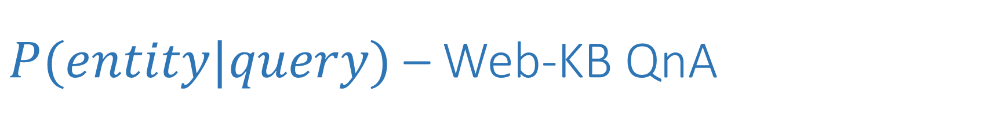 P(entity|query) – Web-KB QnA